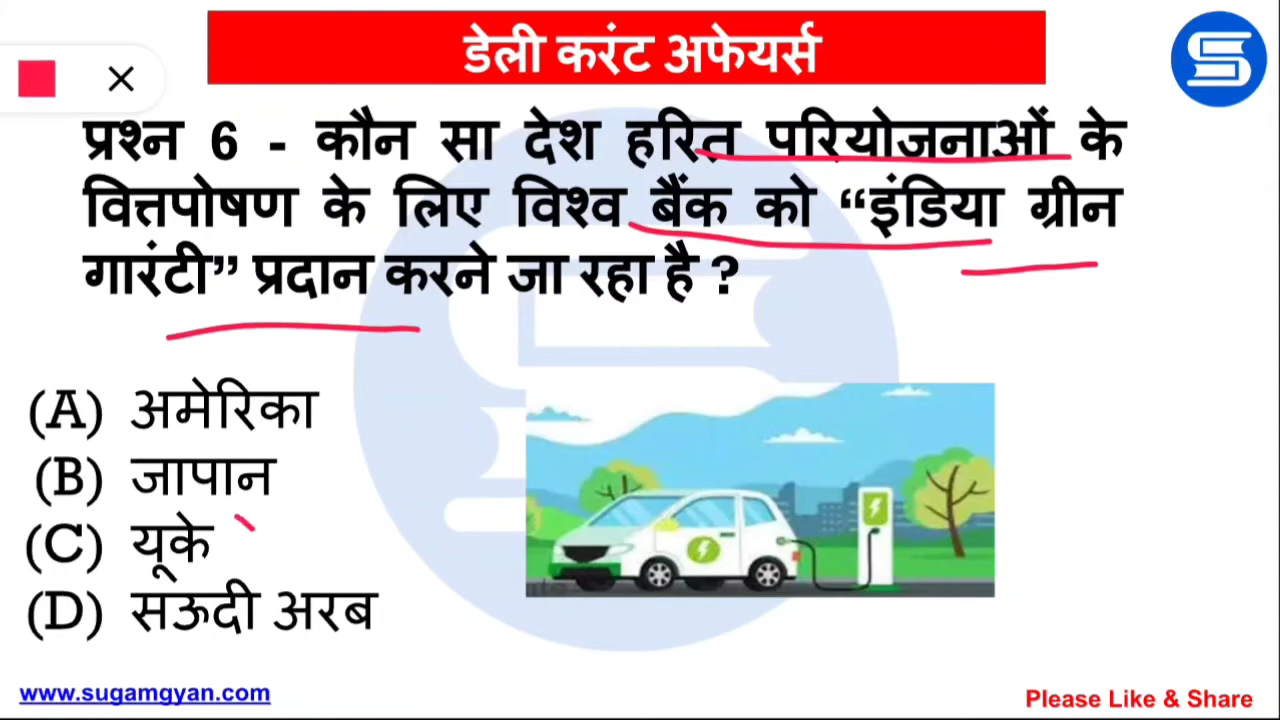 डेली करंट अफेयर्स
प्रश्न 6 - कौन सा देश हरित परियोजनाओं के
वित्तपोषण के लिए विश्व बैंक को “इंडिया ग्रीन
गारंटी” प्रदान करने जा रहा है ?
(A) अमेरिका
(B) जापान
(C) यूके
(D) सऊदी अरब
www.sugamgyan.com
Please Like & Share